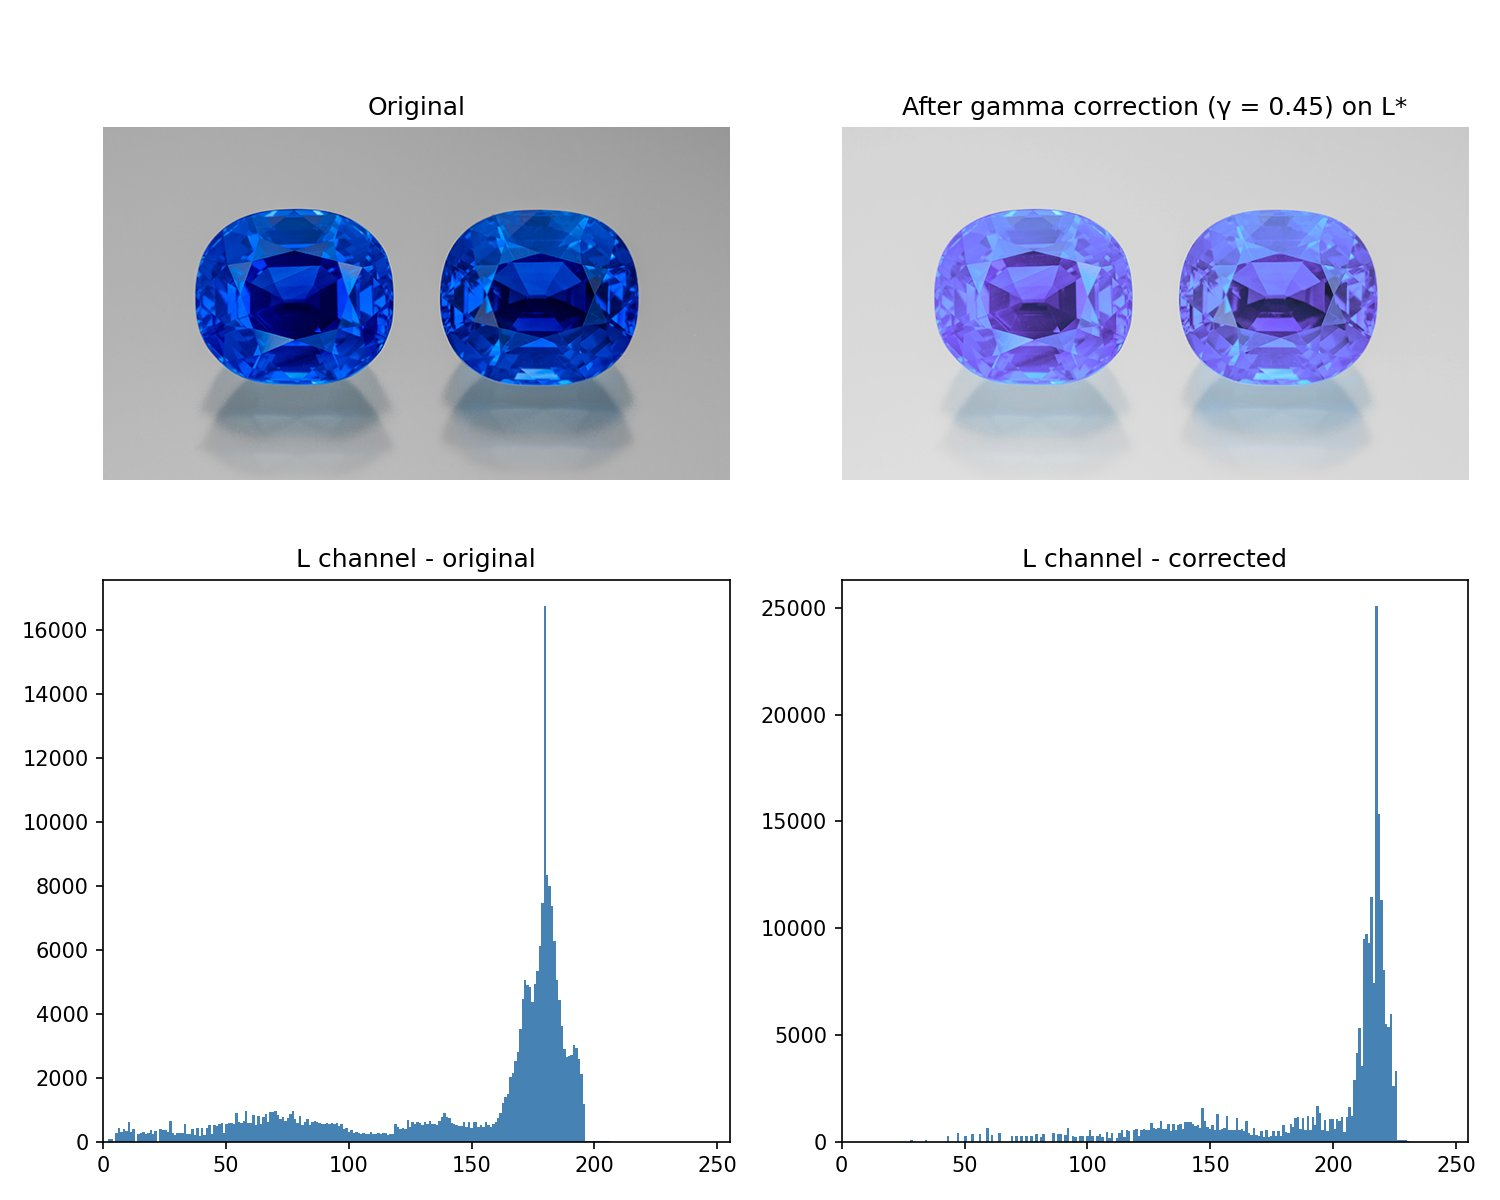 Original
After gamma correction (γ = 0.45) on L*
L channel - original
L channel - corrected
16000
14000
12000
10000
8000
6000
4000
2000
0
0 50 100 150 200 250
25000
20000
15000
10000
5000
0
0 50 100 150 200 250